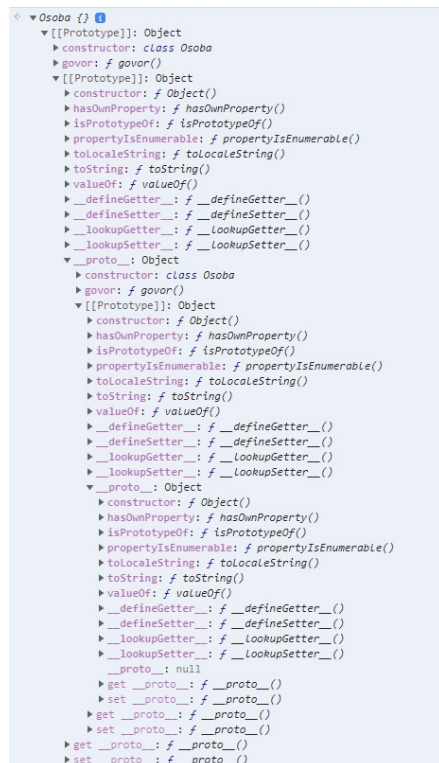 Osoba {} i
[[Prototype]]: Object
constructor: class Osoba
govor: ƒ govor()
[[Prototype]]: Object
constructor: ƒ Object()
hasOwnProperty: ƒ hasOwnProperty()
isPrototypeOf: ƒ isPrototypeOf()
propertyIsEnumerable: ƒ propertyIsEnumerable()
toLocaleString: ƒ toLocaleString()
toString: ƒ toString()
valueOf: ƒ valueOf()
__defineGetter__: ƒ __defineGetter__()
__defineSetter__: ƒ __defineSetter__()
__lookupGetter__: ƒ __lookupGetter__()
__lookupSetter__: ƒ __lookupSetter__()
__proto__: Object
constructor: class Osoba
govor: ƒ govor()
[[Prototype]]: Object
constructor: ƒ Object()
hasOwnProperty: ƒ hasOwnProperty()
isPrototypeOf: ƒ isPrototypeOf()
propertyIsEnumerable: ƒ propertyIsEnumerable()
toLocaleString: ƒ toLocaleString()
toString: ƒ toString()
valueOf: ƒ valueOf()
__defineGetter__: ƒ __defineGetter__()
__defineSetter__: ƒ __defineSetter__()
__lookupGetter__: ƒ __lookupGetter__()
__lookupSetter__: ƒ __lookupSetter__()
__proto__: Object
constructor: ƒ Object()
hasOwnProperty: ƒ hasOwnProperty()
isPrototypeOf: ƒ isPrototypeOf()
propertyIsEnumerable: ƒ propertyIsEnumerable()
toLocaleString: ƒ toLocaleString()
toString: ƒ toString()
valueOf: ƒ valueOf()
__defineGetter__: ƒ __defineGetter__()
__defineSetter__: ƒ __defineSetter__()
__lookupGetter__: ƒ __lookupGetter__()
__lookupSetter__: ƒ __lookupSetter__()
__proto__: null
get __proto__: ƒ __proto__()
set __proto__: ƒ __proto__()
get __proto__: ƒ __proto__()
set __proto__: ƒ __proto__()
get __proto__: ƒ __proto__()
set __proto__: ƒ __proto__()